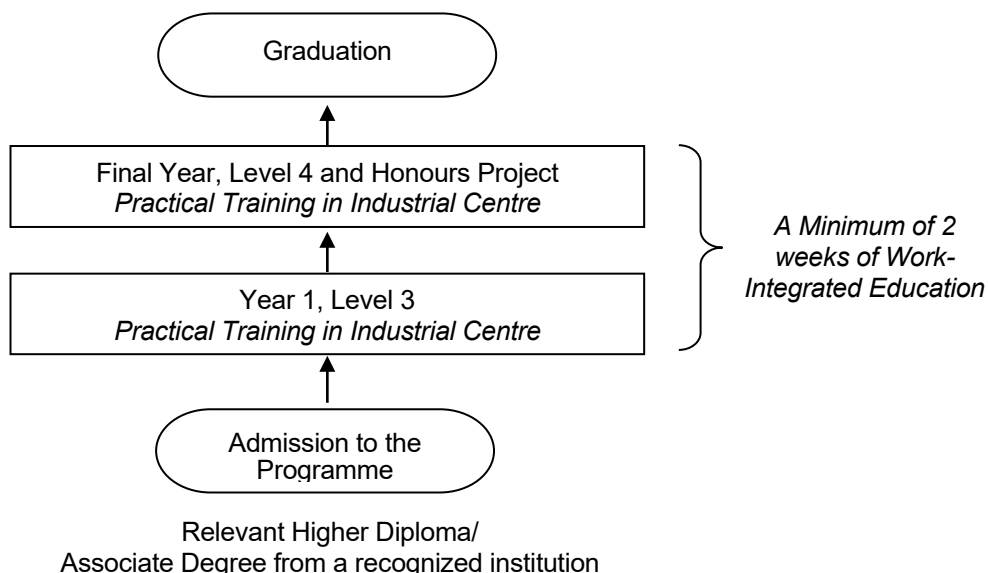 Graduation
Final Year, Level 4 and Honours Project
Practical Training in Industrial Centre
Year 1, Level 3
Practical Training in Industrial Centre
A Minimum of 2
weeks of Work-
Integrated Education
Admission to the
Programme
Relevant Higher Diploma/
Associate Degree from a recognized institution